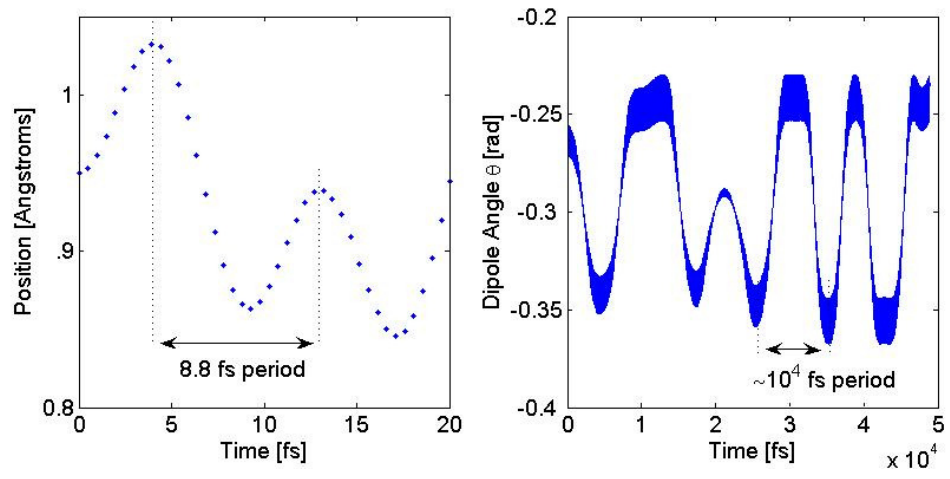 Position [Angstroms]
1
.9
0.8
8.8 fs period
0
5
10
15
20
Time [fs]
Dipole Angle θ [rad]
-0.2
-0.25
-0.3
-0.35
-0.4
~10⁴ fs period
0
1
2
3
4
5
Time [fs]
x 10⁴